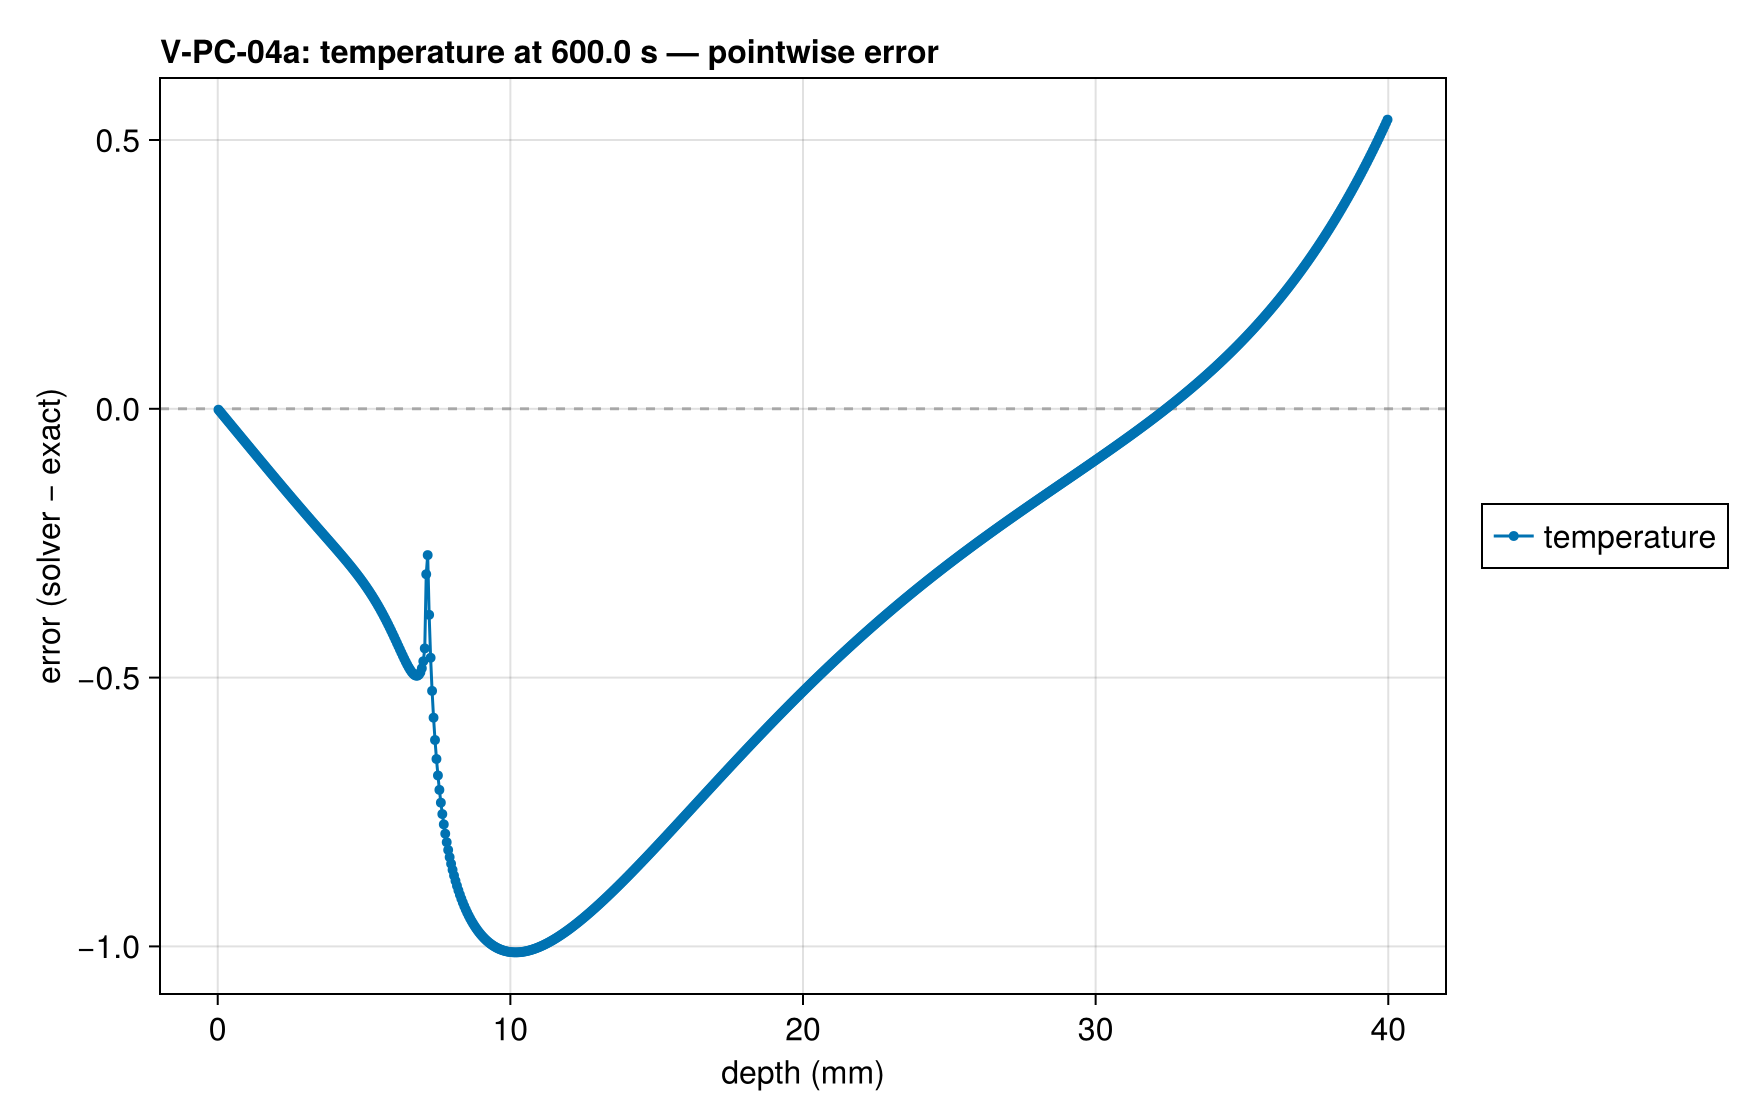 V-PC-04a: temperature at 600.0 s — pointwise error
error (solver − exact)
0.5
0.0
−0.5
−1.0
0
10
20
30
40
depth (mm)
temperature